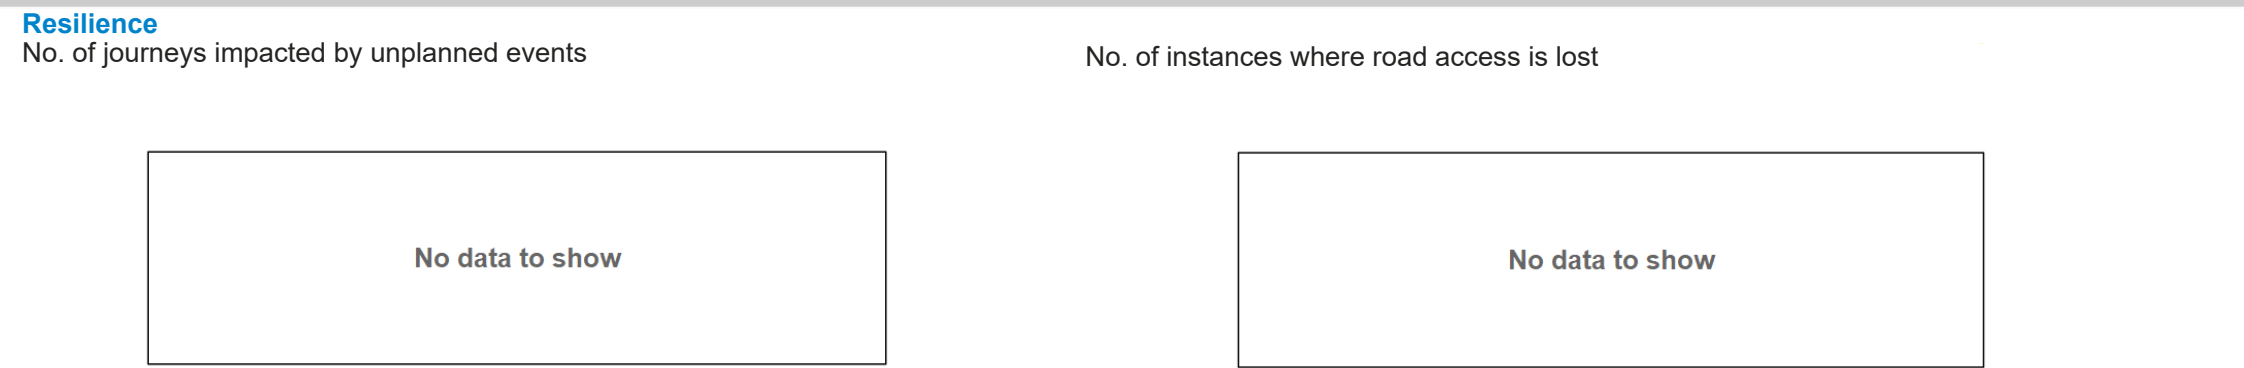 Resilience
No. of journeys impacted by unplanned events
No. of instances where road access is lost
No data to show
No data to show